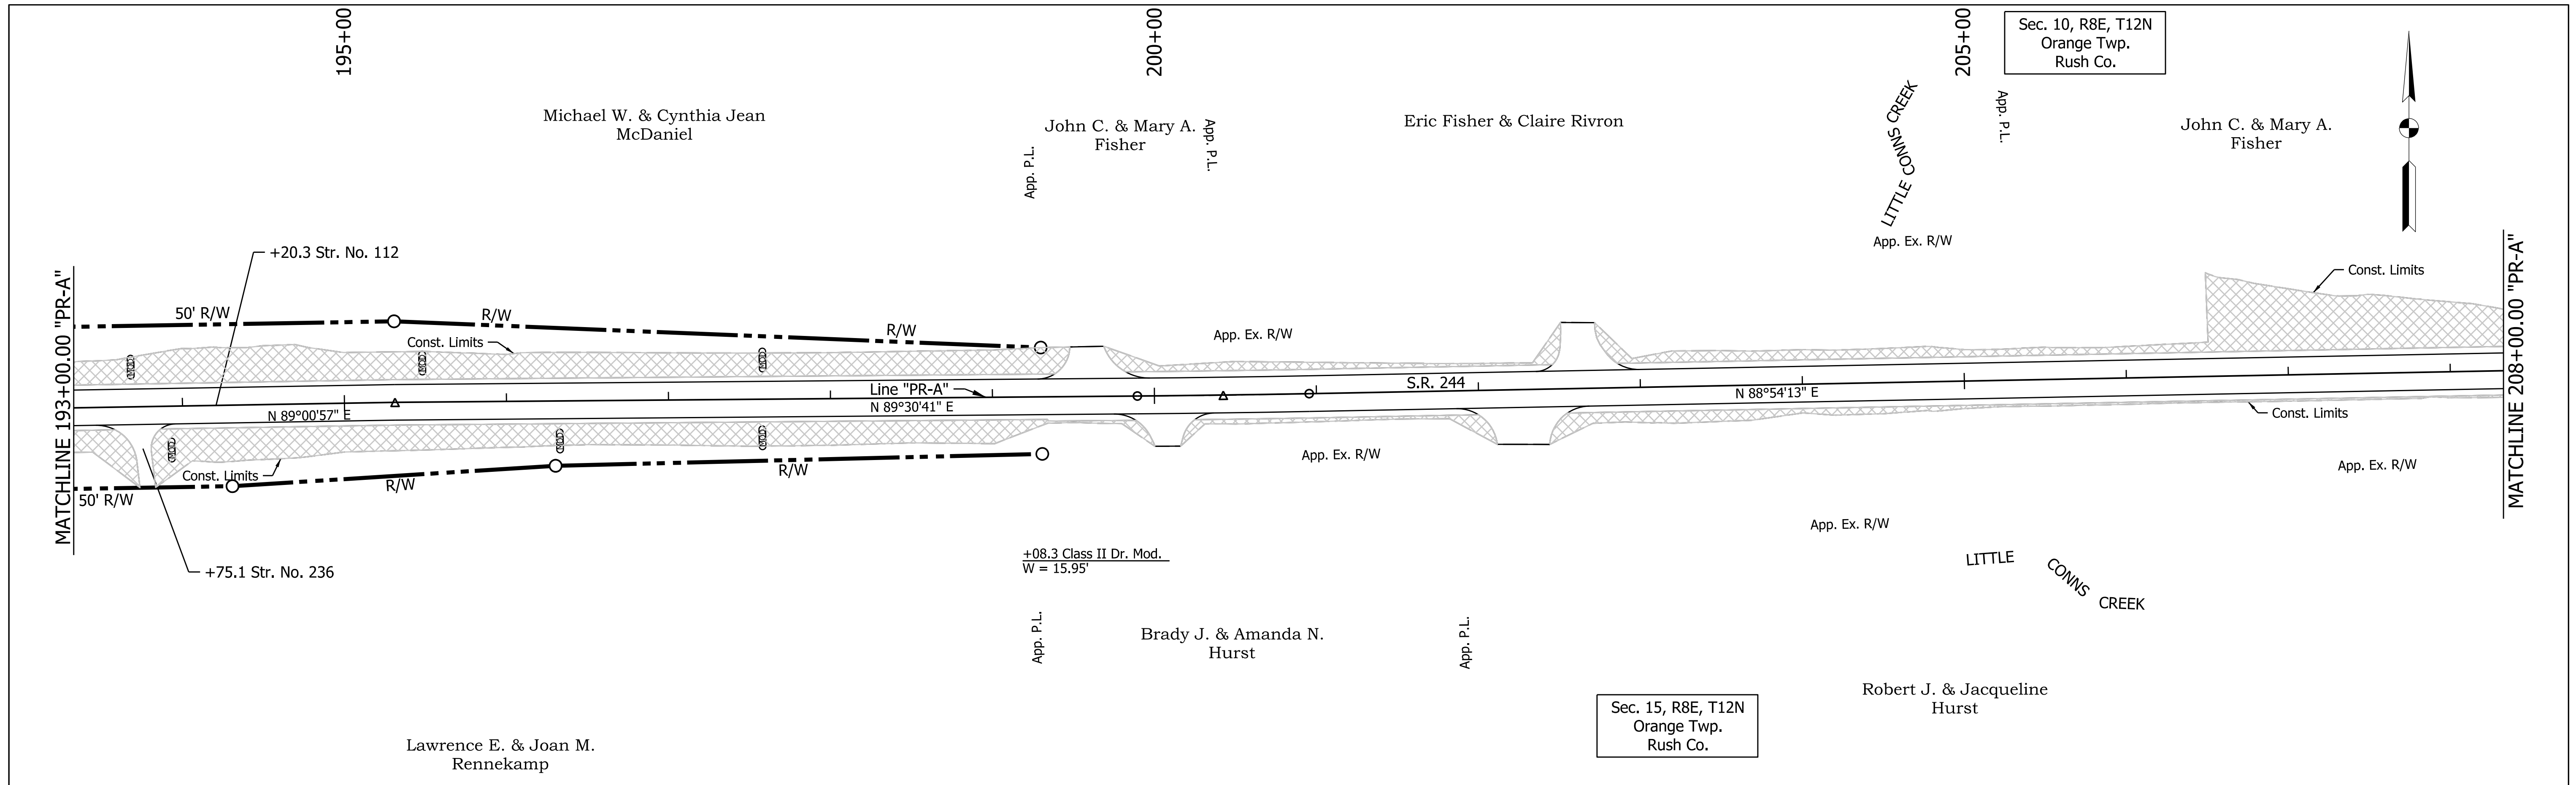 195+00
200+00
205+00
Sec. 10, R8E, T12N
Orange Twp.
Rush Co.
Michael W. & Cynthia Jean
McDaniel
John C. & Mary A.
Fisher
App. P.L.
App. P.L.
Eric Fisher & Claire Rivron
LITTLE CONNS CREEK
App. P.L.
John C. & Mary A.
Fisher
App. Ex. R/W
+20.3 Str. No. 112
MATCHLINE 193+00.00 "PR-A"
50' R/W
R/W
R/W
Const. Limits
App. Ex. R/W
Const. Limits
MATCHLINE 208+00.00 "PR-A"
Line "PR-A"
S.R. 244
N 89°00'57" E
N 89°30'41" E
N 88°54'13" E
Const. Limits
Const. Limits
50' R/W
R/W
R/W
App. Ex. R/W
App. Ex. R/W
App. Ex. R/W
+75.1 Str. No. 236
+08.3 Class II Dr. Mod.
W = 15.95'
LITTLE CONNS CREEK
App. P.L.
App. P.L.
Brady J. & Amanda N.
Hurst
Robert J. & Jacqueline
Hurst
Sec. 15, R8E, T12N
Orange Twp.
Rush Co.
Lawrence E. & Joan M.
Rennekamp